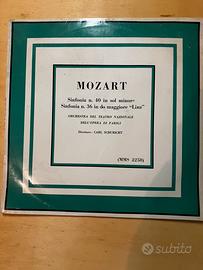 MOZART
Sinfonia n. 40 in sol minore
Sinfonia n. 36 in do maggiore "Linz"
ORCHESTRA DEL TEATRO NAZIONALE
DELL'OPERA DI PARIGI
Direttore: CARL SCHURICHT
(MMS 2238)
subito